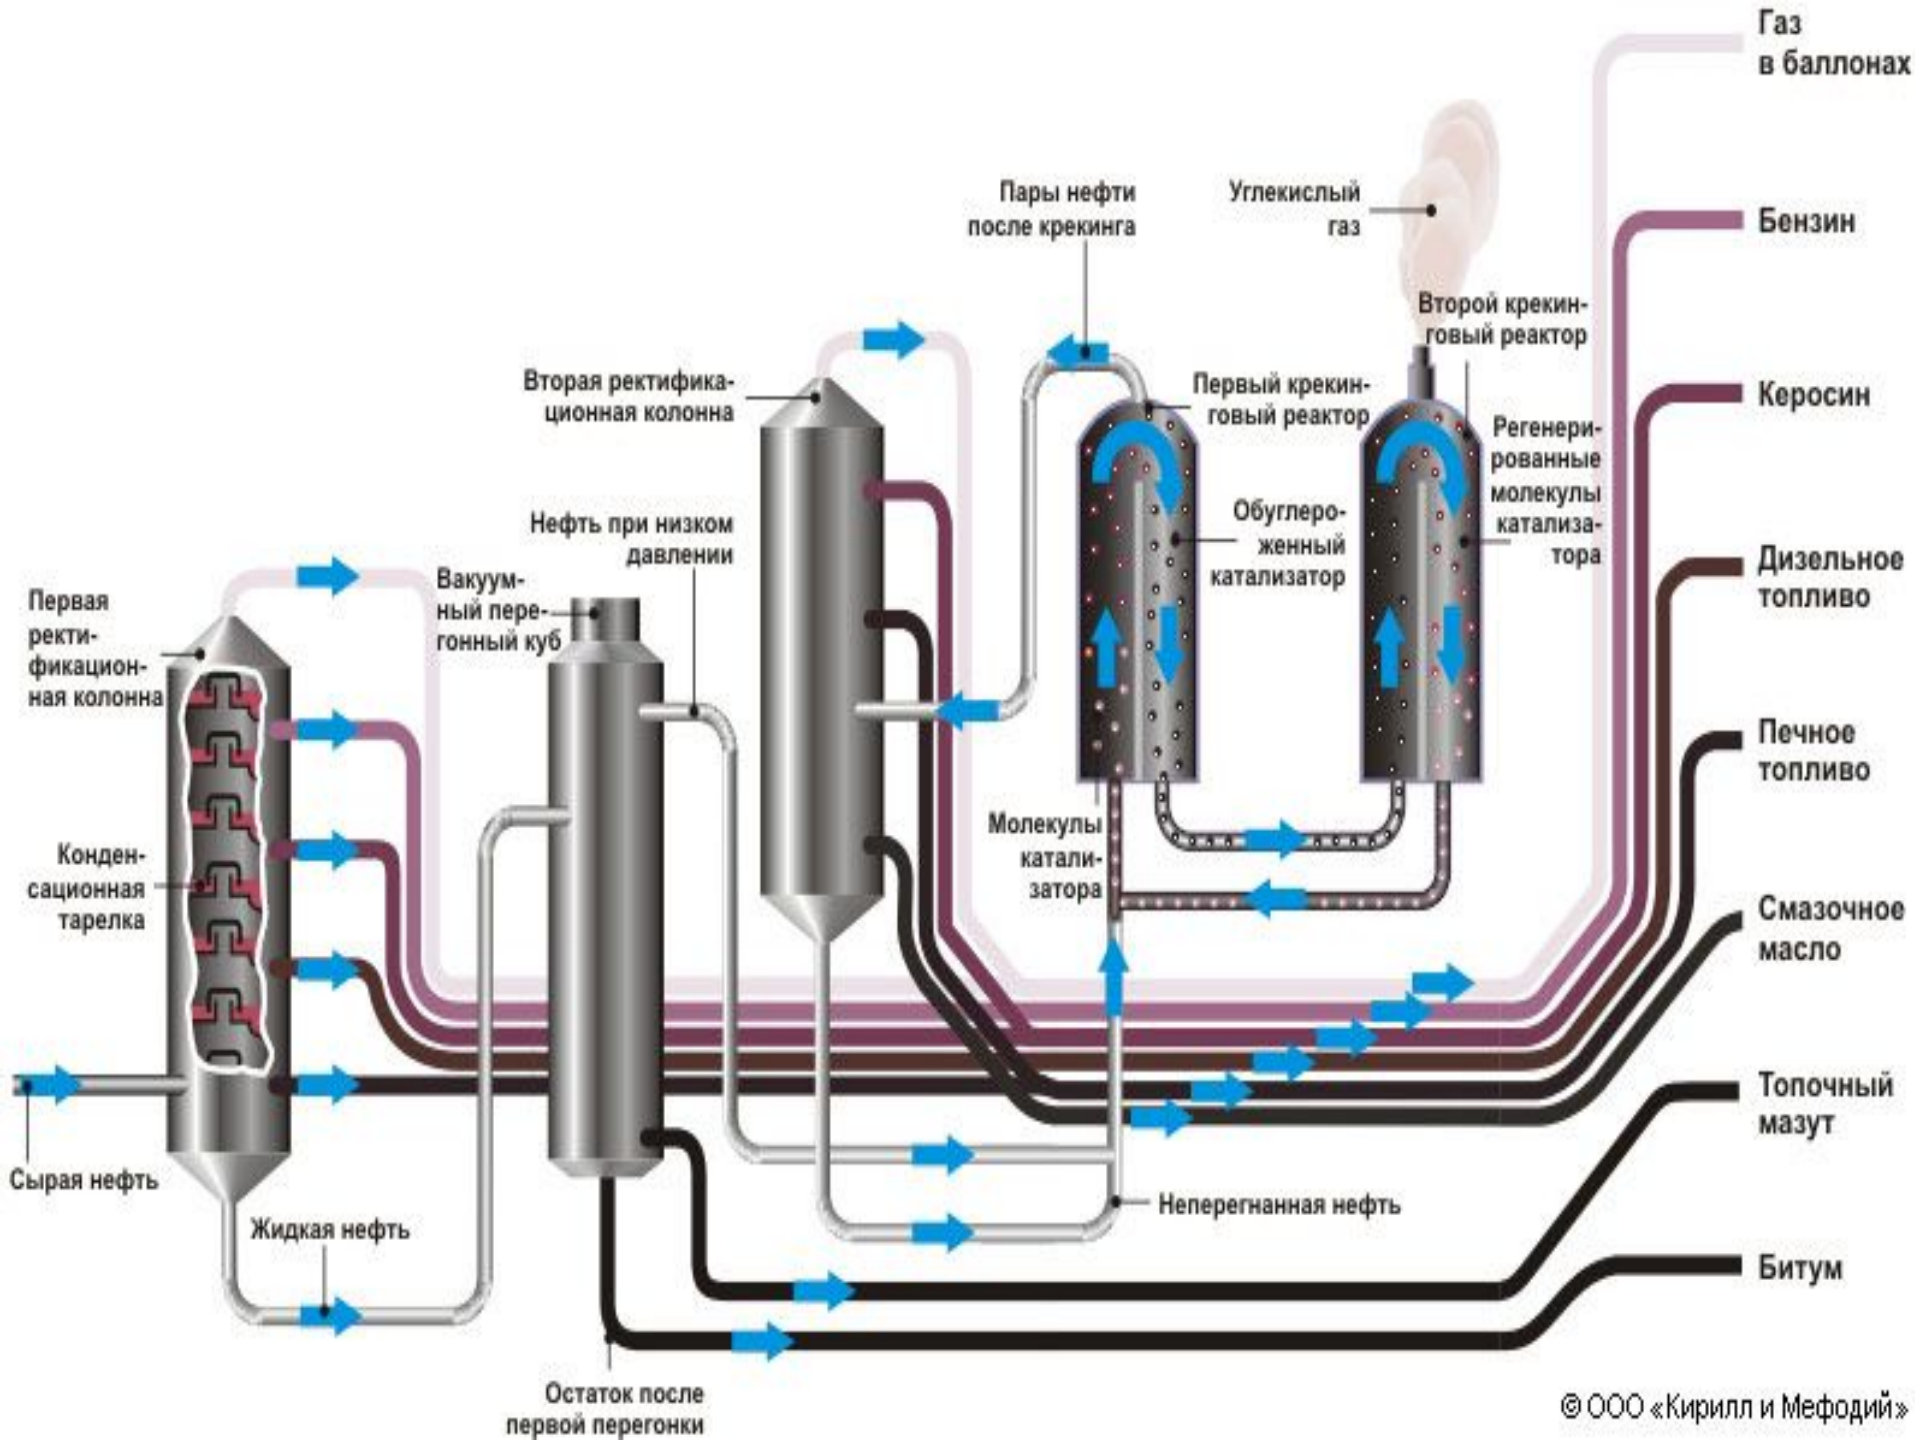 Газ
в баллонах
Пары нефти
после крекинга
Углекислый
газ
Бензин
Второй крекин-
говый реактор
Вторая ректифика-
ционная колонна
Первый крекин-
говый реактор
Керосин
Регенери-
рованные
молекулы
катализа-
тора
Нефть при низком
давлении
Обуглеро-
женный
катализатор
Вакуум-
ный пере-
гонный куб
Дизельное
топливо
Первая
ректи-
фикацион-
ная колонна
Печное
топливо
Молекулы
катали-
затора
Конден-
сационная
тарелка
Смазочное
масло
Топочный
мазут
Сырая нефть
Неперегнанная нефть
Жидкая нефть
Битум
Остаток после
первой перегонки
© ООО «Кирилл и Мефодий»